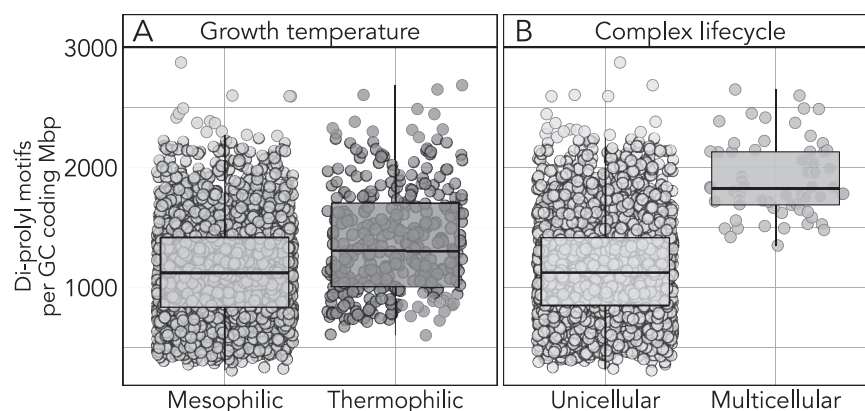 A Growth temperature
B Complex lifecycle
Di-prolyl motifs
per GC coding Mbp
3000
2000
1000
Mesophilic Thermophilic
Unicellular Multicellular